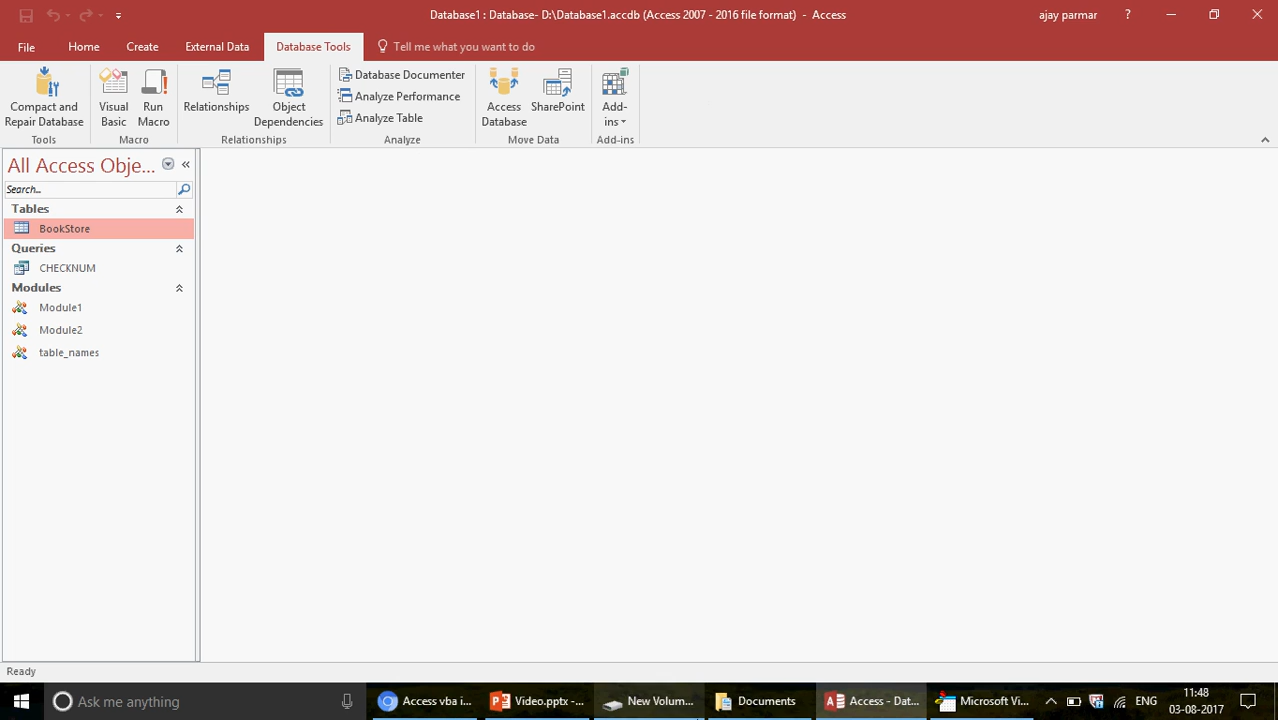 Database1 : Database- D:\Database1.accdb (Access 2007 - 2016 file format) - Access
ajay parmar
?
File
Home
Create
External Data
Database Tools
Tell me what you want to do
Compact and
Repair Database
Visual
Basic
Run
Macro
Relationships
Object
Dependencies
Database Documenter
Analyze Performance
Analyze Table
Access
Database
SharePoint
Add-
ins
Tools
Macro
Relationships
Analyze
Move Data
Add-ins
All Access Obje...
Search...
Tables
BookStore
Queries
CHECKNUM
Modules
Module1
Module2
table_names
Ready
Ask me anything
Access vba i...
Video.pptx -...
New Volum...
Documents
Access - Dat...
Microsoft Vi...
ENG
11:48
03-08-2017